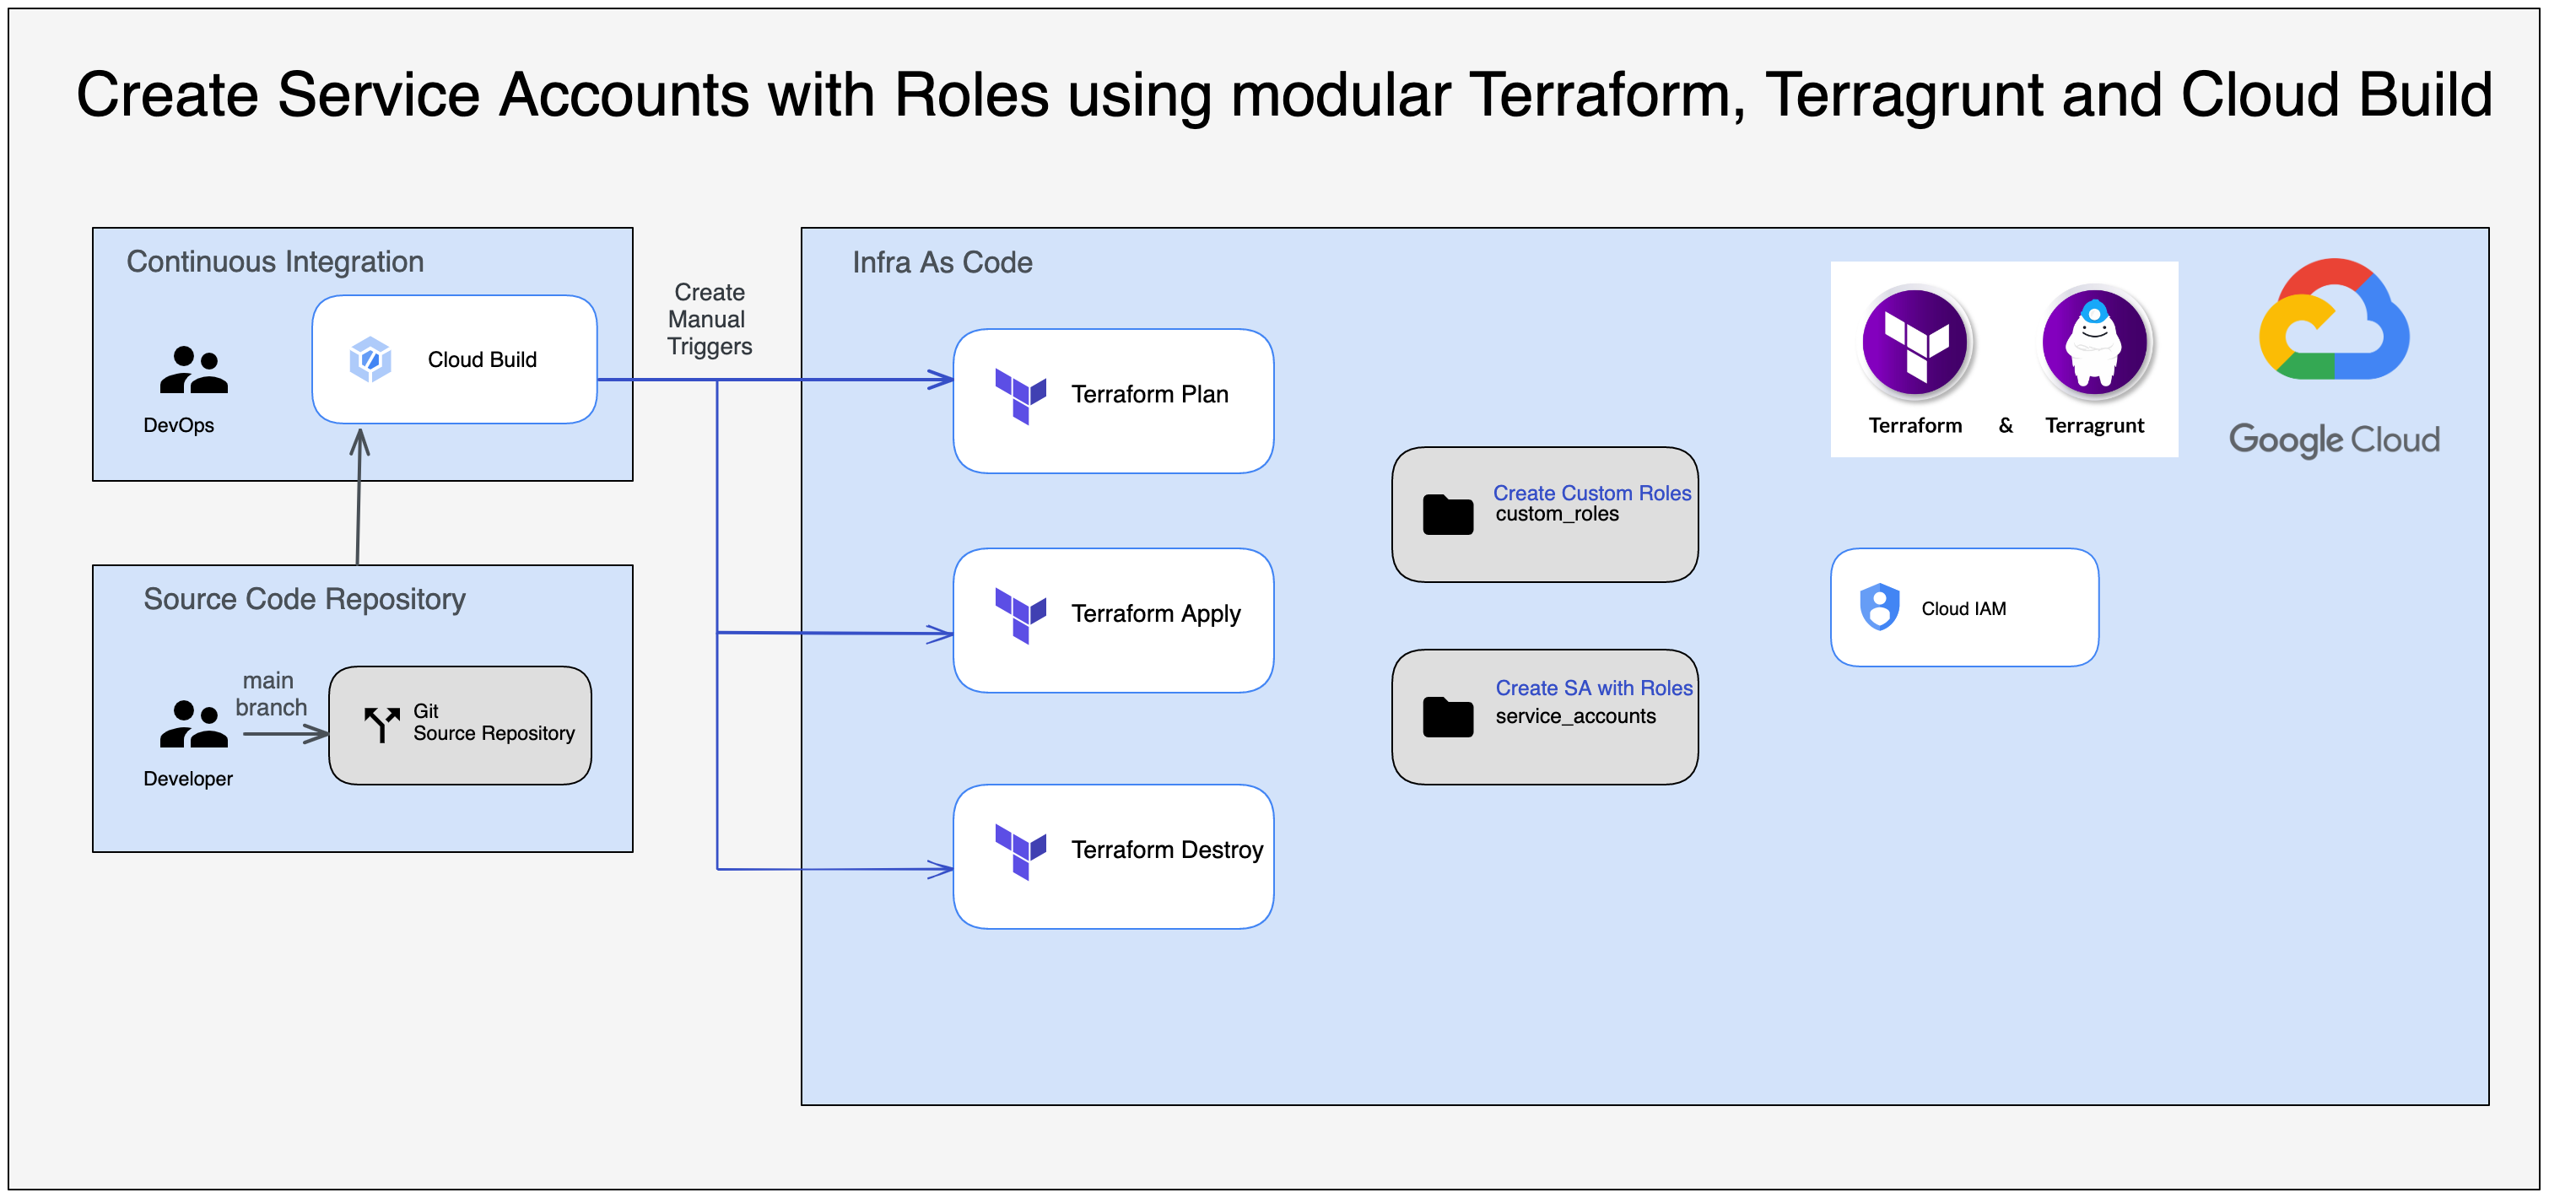 Create Service Accounts with Roles using modular Terraform, Terragrunt and Cloud Build
Continuous Integration
Cloud Build
DevOps
Create
Manual
Triggers
Source Code Repository
main
branch
Git
Source Repository
Developer
Infra As Code
Terraform Plan
Terraform Apply
Terraform Destroy
Create Custom Roles
custom_roles
Create SA with Roles
service_accounts
Terraform & Terragrunt
Google Cloud
Cloud IAM